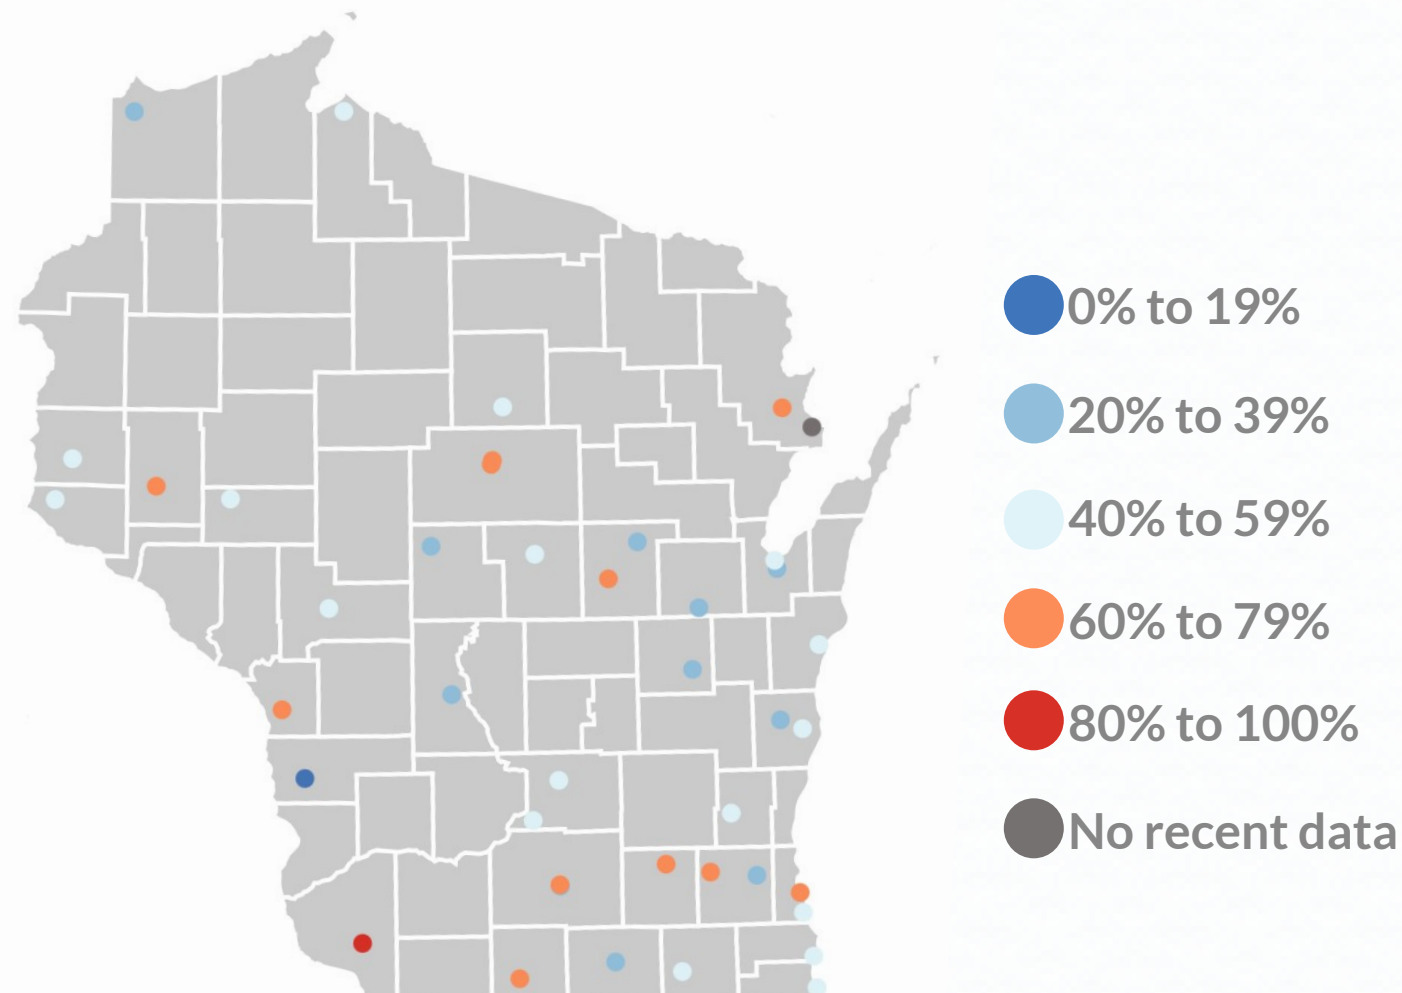 0% to 19%
20% to 39%
40% to 59%
60% to 79%
80% to 100%
No recent data